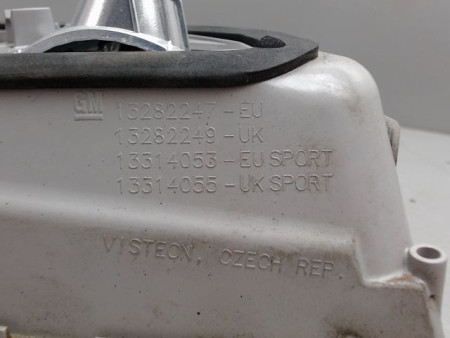 GM 13282247-EU
13282249-UK
13314053-EU SPORT
13314055-UK SPORT
VISTEON, CZECH REP.